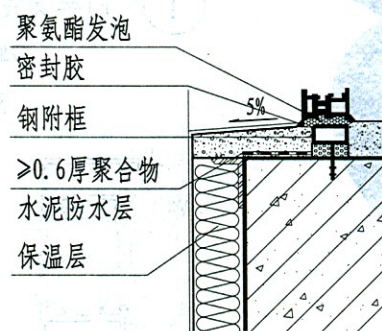 聚氨酯发泡
密封胶
5%
钢附框
≥0.6厚聚合物
水泥防水层
保温层